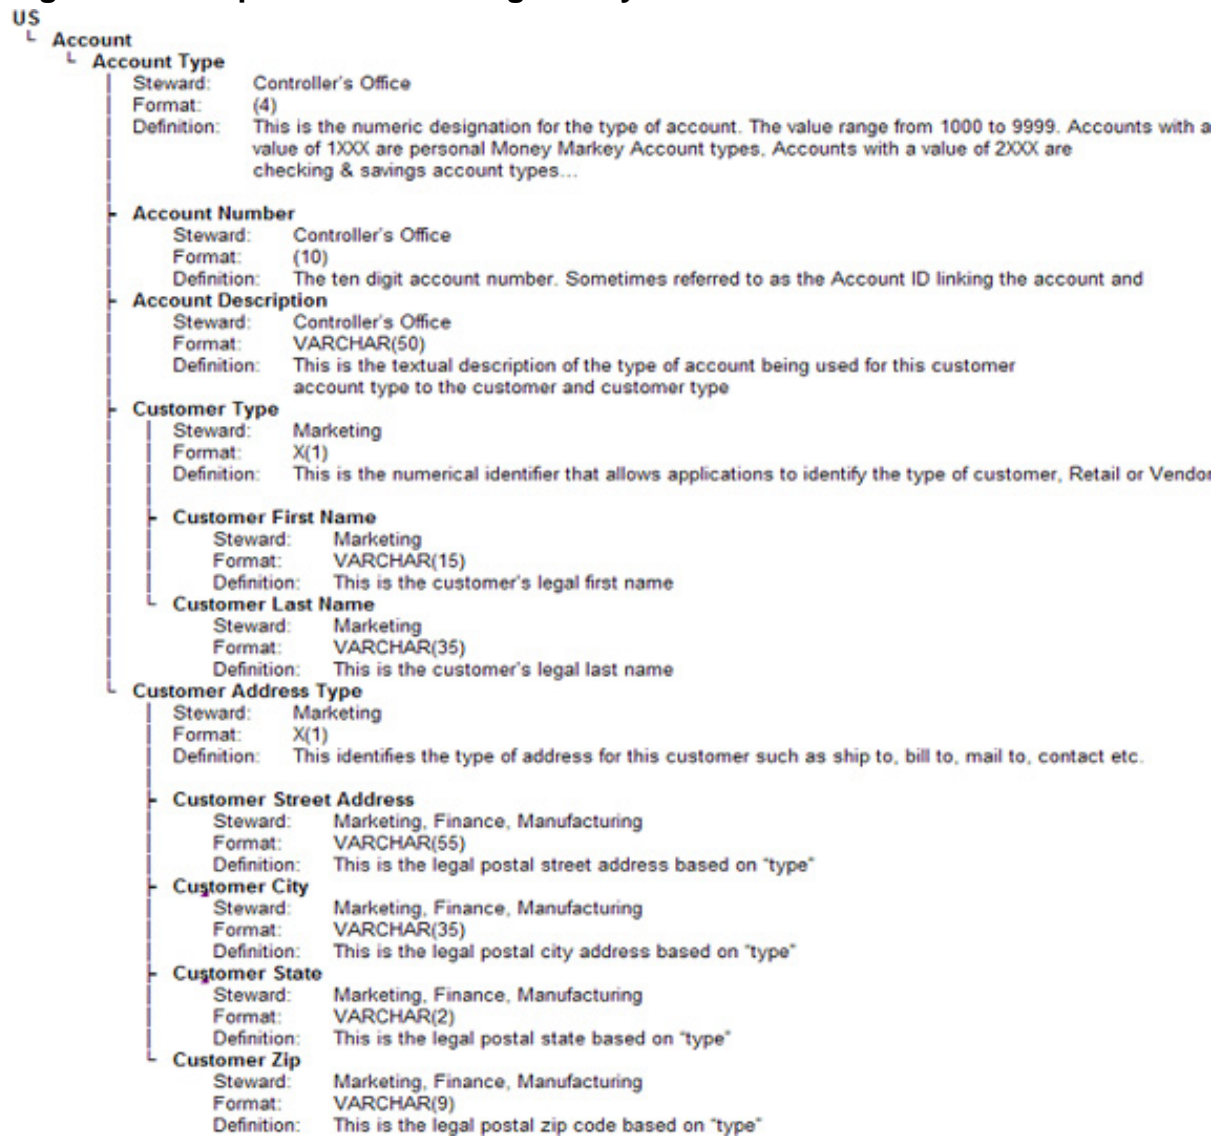 US
Account
Account Type
Steward: Controller's Office
Format: (4)
Definition: This is the numeric designation for the type of account. The value range from 1000 to 9999. Accounts with a
value of 1XXX are personal Money Markey Account types, Accounts with a value of 2XXX are
checking & savings account types...
Account Number
Steward: Controller's Office
Format: (10)
Definition: The ten digit account number. Sometimes referred to as the Account ID linking the account and
Account Description
Steward: Controller's Office
Format: VARCHAR(50)
Definition: This is the textual description of the type of account being used for this customer
account type to the customer and customer type
Customer Type
Steward: Marketing
Format: X(1)
Definition: This is the numerical identifier that allows applications to identify the type of customer, Retail or Vendor
Customer First Name
Steward: Marketing
Format: VARCHAR(15)
Definition: This is the customer's legal first name
Customer Last Name
Steward: Marketing
Format: VARCHAR(35)
Definition: This is the customer's legal last name
Customer Address Type
Steward: Marketing
Format: X(1)
Definition: This identifies the type of address for this customer such as ship to, bill to, mail to, contact etc.
Customer Street Address
Steward: Marketing, Finance, Manufacturing
Format: VARCHAR(55)
Definition: This is the legal postal street address based on "type"
Customer City
Steward: Marketing, Finance, Manufacturing
Format: VARCHAR(35)
Definition: This is the legal postal city address based on "type"
Customer State
Steward: Marketing, Finance, Manufacturing
Format: VARCHAR(2)
Definition: This is the legal postal state based on "type"
Customer Zip
Steward: Marketing, Finance, Manufacturing
Format: VARCHAR(9)
Definition: This is the legal postal zip code based on "type"